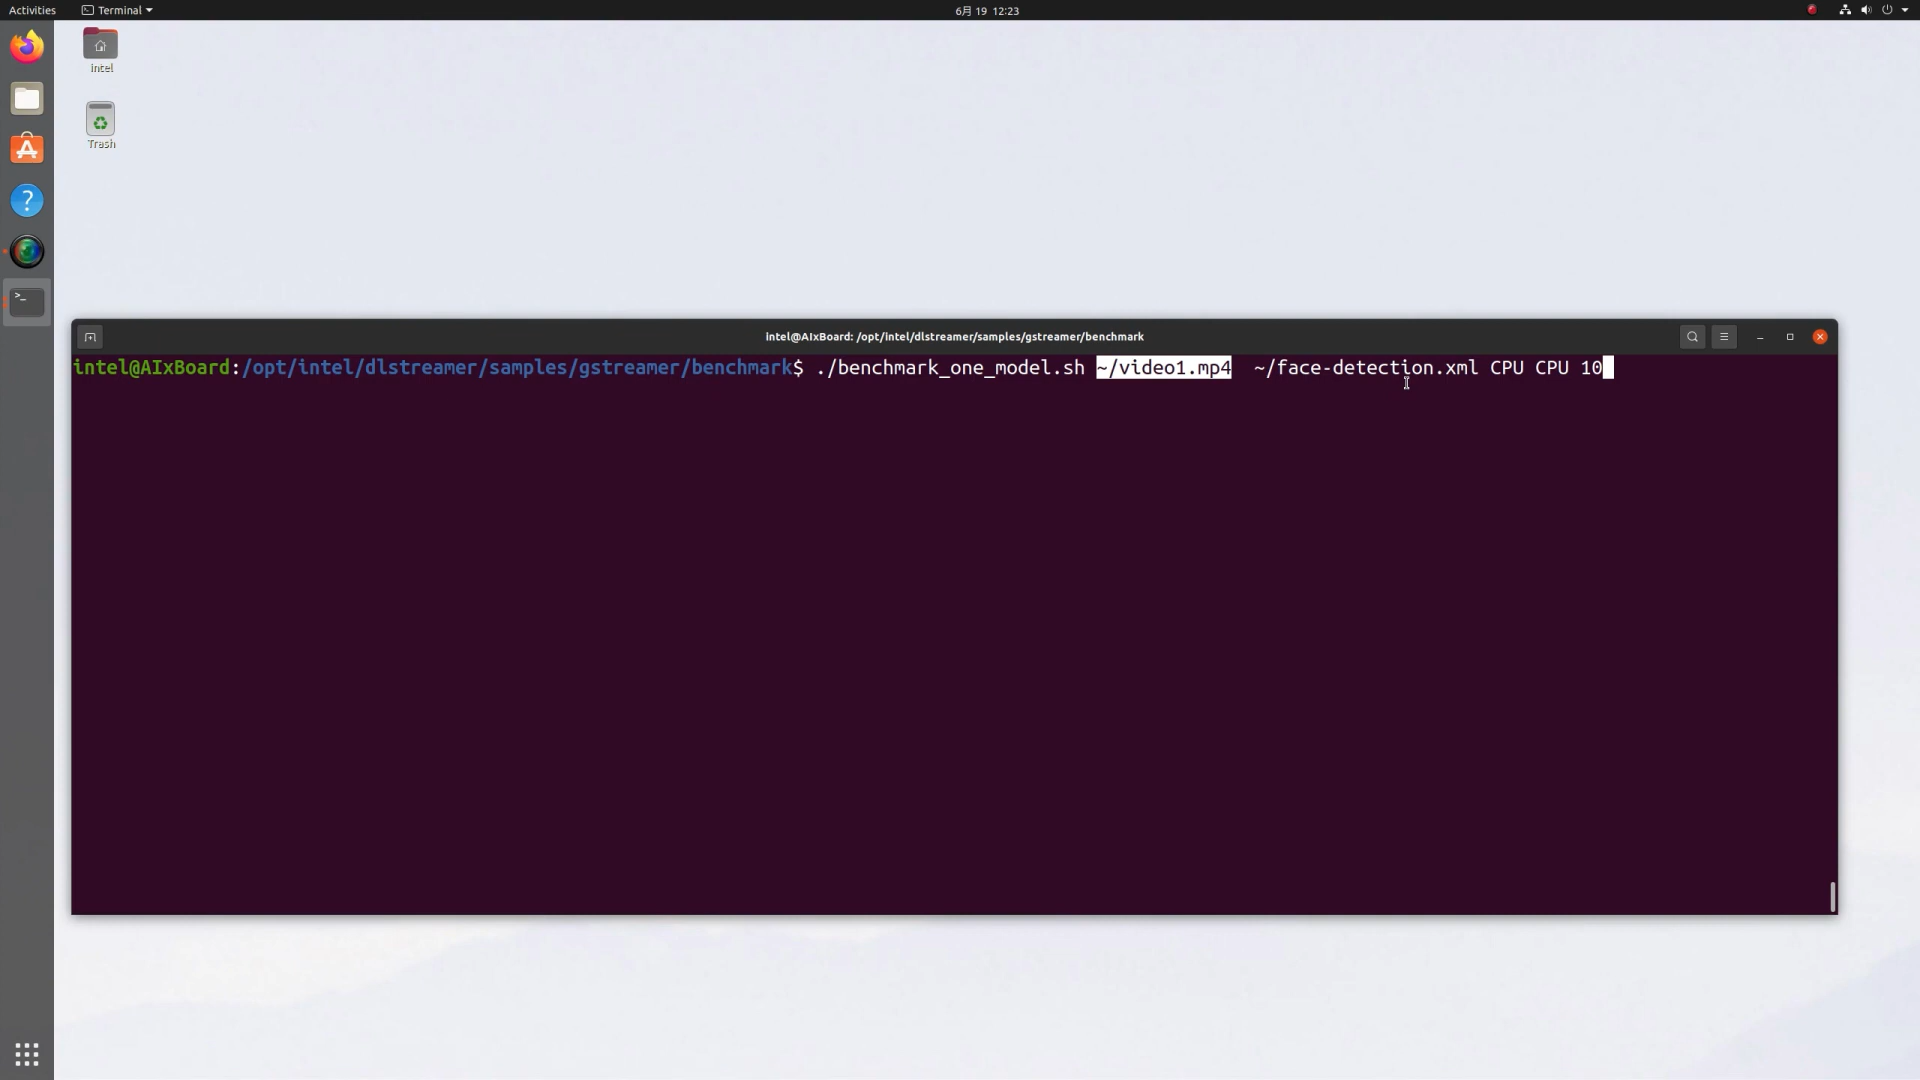 Activities
Terminal
6月 19 12:23
intel
Trash
intel@AIxBoard: /opt/intel/dlstreamer/samples/gstreamer/benchmark
intel@AIxBoard:/opt/intel/dlstreamer/samples/gstreamer/benchmark$ ./benchmark_one_model.sh ~/video1.mp4  ~/face-detection.xml CPU CPU 10